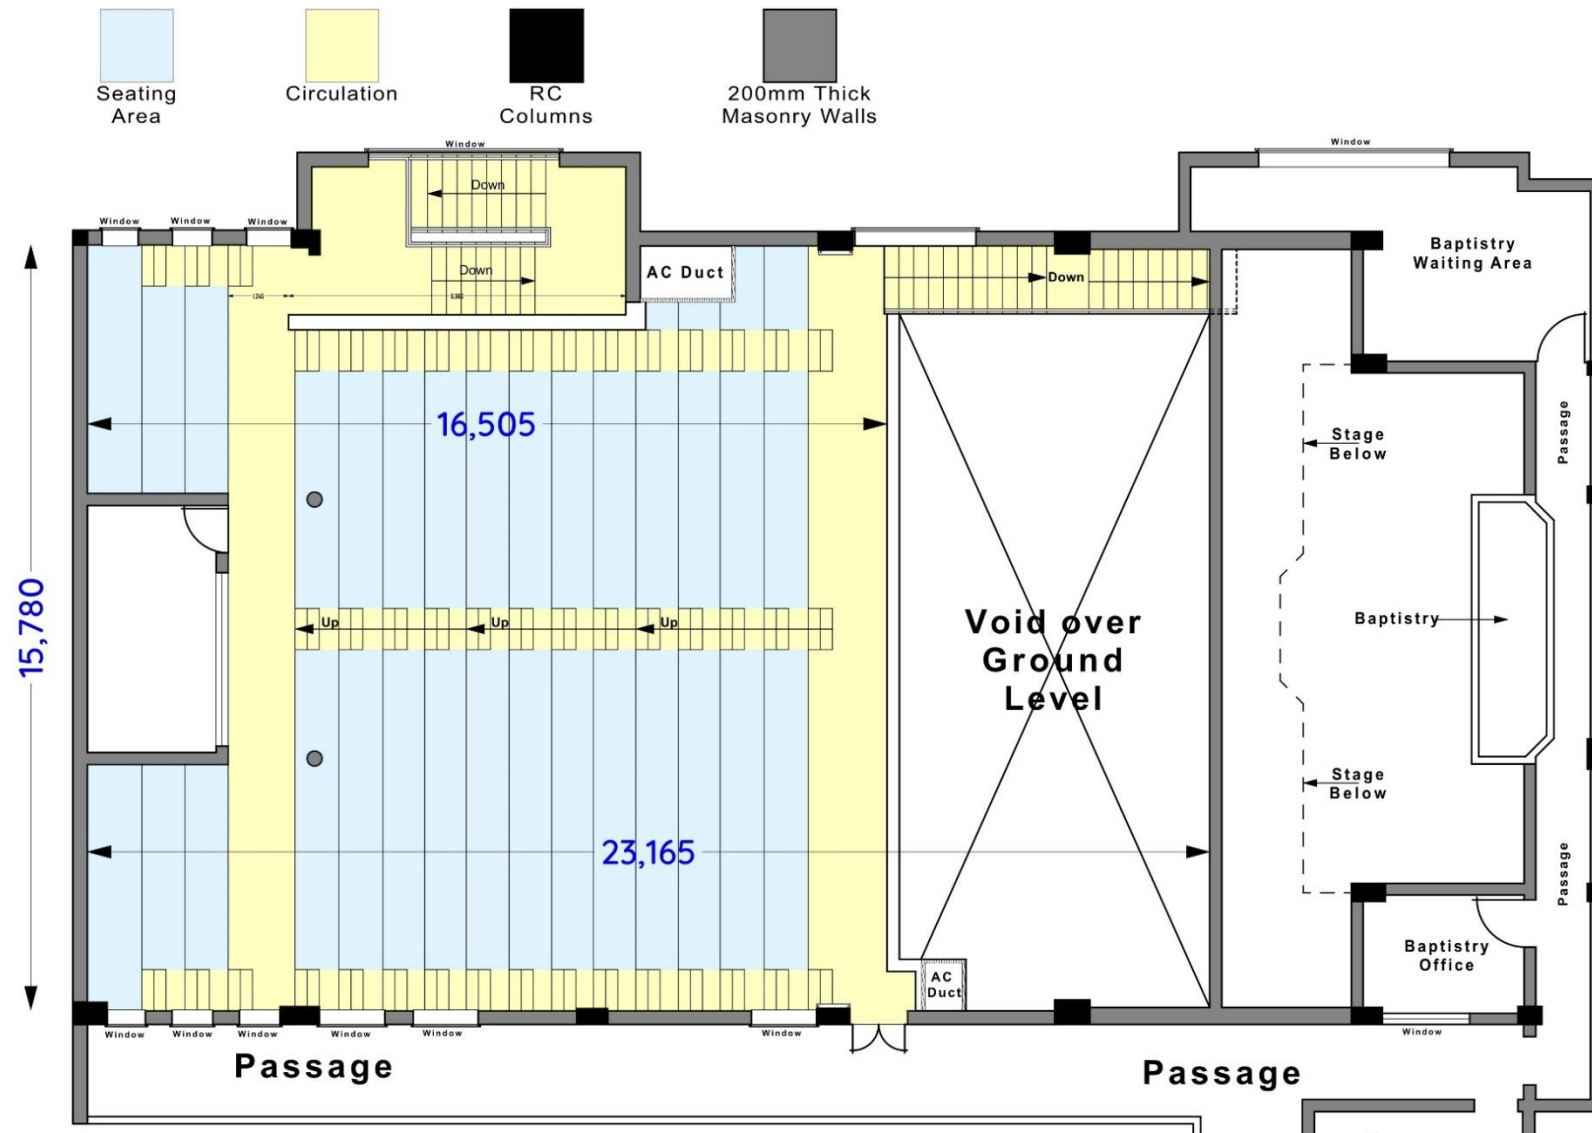 Seating
Area
Circulation
RC
Columns
200mm Thick
Masonry Walls
Window
Window
Window
Window
Window
Down
Down
AC Duct
Down
Baptistry
Waiting Area
16,505
Stage
Below
Passage
15,780
Up
Up
Up
Void over
Ground
Level
Baptistry
Stage
Below
23,165
Passage
Baptistry
Office
AC
Duct
Window
Window
Window
Window
Window
Window
Window
Passage
Passage